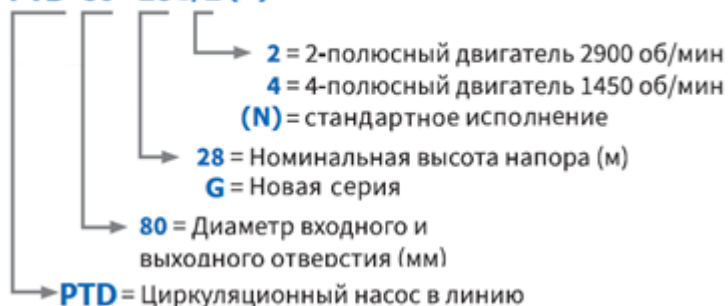 2 = 2-полюсный двигатель 2900 об/мин
4 = 4-полюсный двигатель 1450 об/мин
(N) = стандартное исполнение
28 = Номинальная высота напора (м)
G = Новая серия
80 = Диаметр входного и
выходного отверстия (мм)
PTD = Циркуляционный насос в линию